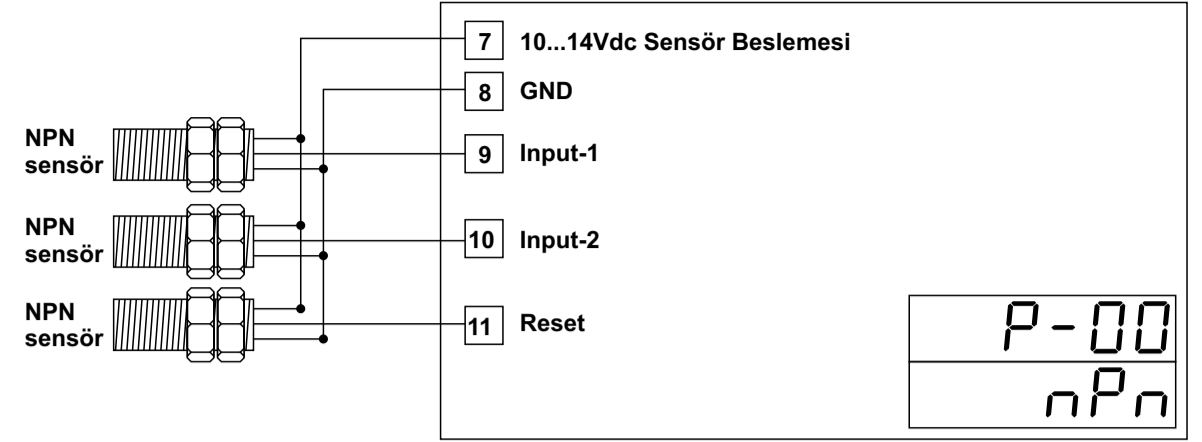 7 10...14Vdc Sensör Beslemesi
8 GND
NPN
sensör
9 Input-1
NPN
sensör
10 Input-2
NPN
sensör
11 Reset
P-00
nPn